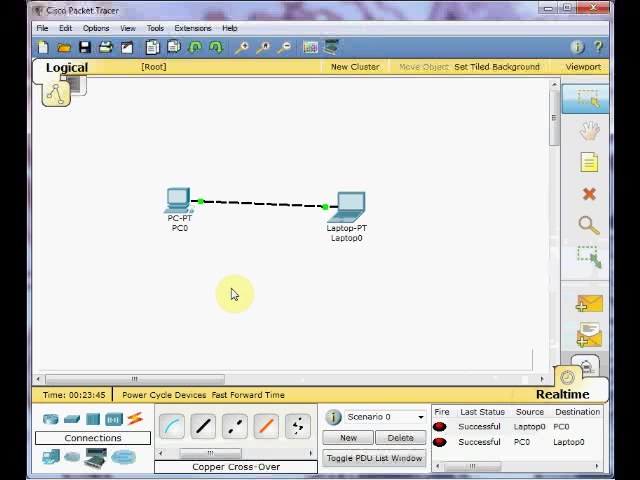 Cisco Packet Tracer
File Edit Options View Tools Extensions Help
Logical [Root] New Cluster Move Object Set Tiled Background Viewport
PC-PT
PC0
Laptop-PT
Laptop0
Time: 00:23:45 Power Cycle Devices Fast Forward Time Realtime
Scenario 0
Fire Last Status Source Destination
Successful Laptop0 PC0
Successful PC0 Laptop0
Connections
New Delete
Toggle PDU List Window
Copper Cross-Over